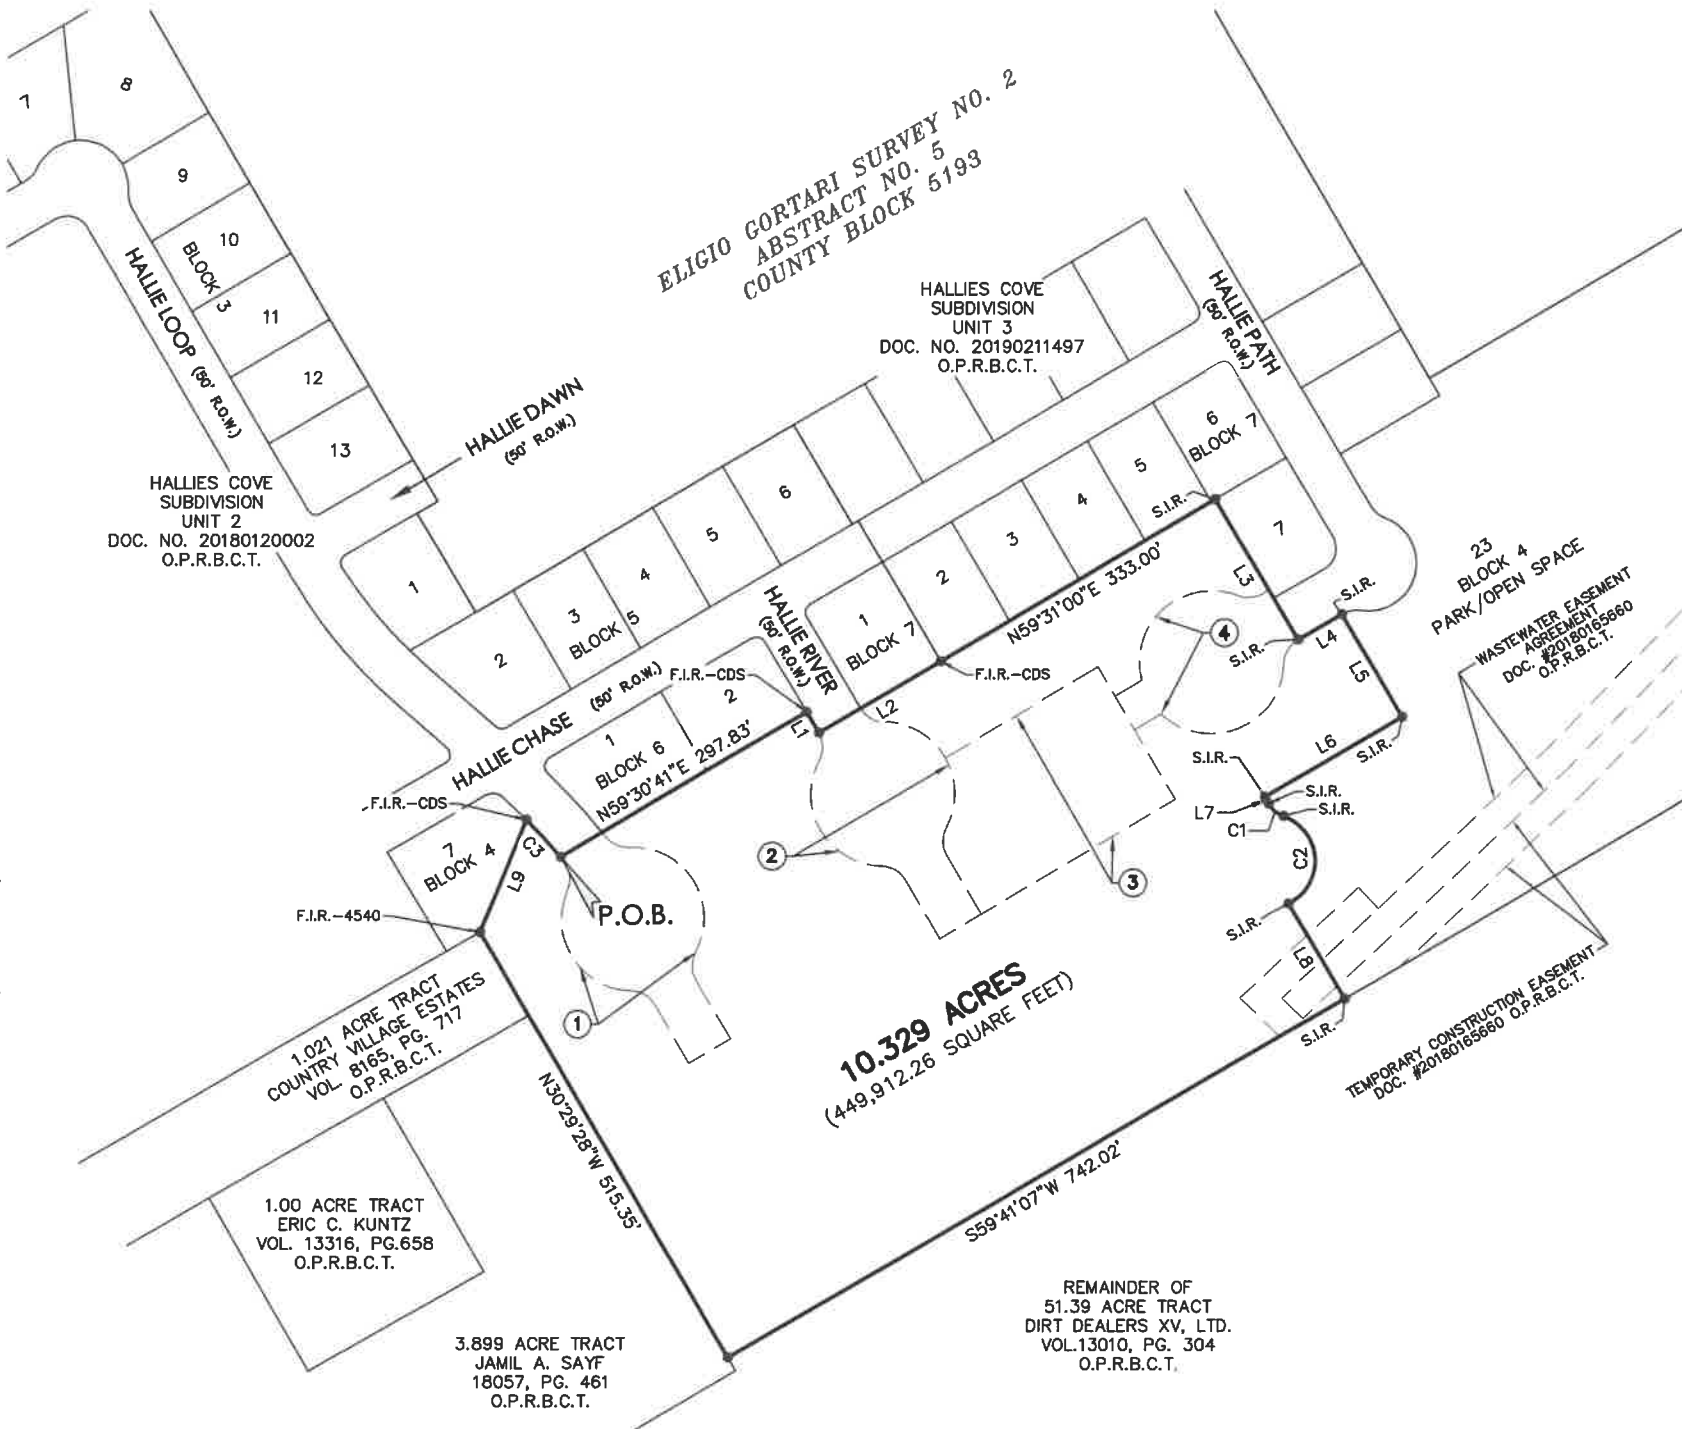 7
8
9
10
BLOCK 3
11
12
13
HALLIE LOOP (50' R.O.W.)
HALLIE DAWN
(50' R.O.W.)
ELIGIO GORTARI SURVEY NO. 2
ABSTRACT NO. 5
COUNTY BLOCK 5193
HALLIES COVE
SUBDIVISION
UNIT 3
DOC. NO. 20190211497
O.P.R.B.C.T.
HALLIE PATH
(50' R.O.W.)
HALLIES COVE
SUBDIVISION
UNIT 2
DOC. NO. 20180120002
O.P.R.B.C.T.
1
2
3
BLOCK 5
4
5
6
HALLIE RIVER
(50' R.O.W.)
1
BLOCK 7
2
3
4
5
6
BLOCK 7
7
S.I.R.
N59°31'00"E 333.00'
L3
S.I.R.
23
BLOCK 4
PARK/OPEN SPACE
WASTEWATER EASEMENT
AGREEMENT
DOC. #20180165660
O.P.R.B.C.T.
4
S.I.R.
L4
L5
F.I.R.-CDS
F.I.R.-CDS
L2
L1
HALLIE CHASE (50' R.O.W.)
1
BLOCK 6
2
N59°30'41"E 297.83'
L6
S.I.R.
S.I.R.
S.I.R.
S.I.R.
L7
C1
C2
F.I.R.-CDS
7
BLOCK 4
C3
L9
F.I.R.-4540
P.O.B.
2
3
S.I.R.
L8
S.I.R.
1
10.329 ACRES
(449,912.26 SQUARE FEET)
TEMPORARY CONSTRUCTION EASEMENT
DOC. #20180165660 O.P.R.B.C.T.
1.021 ACRE TRACT
COUNTRY VILLAGE ESTATES
VOL. 8165, PG. 717
O.P.R.B.C.T.
N30°29'28"W 515.35'
S59°41'07"W 742.02'
1.00 ACRE TRACT
ERIC C. KUNTZ
VOL. 13316, PG.658
O.P.R.B.C.T.
3.899 ACRE TRACT
JAMIL A. SAYF
18057, PG. 461
O.P.R.B.C.T.
REMAINDER OF
51.39 ACRE TRACT
DIRT DEALERS XV, LTD.
VOL.13010, PG. 304
O.P.R.B.C.T.